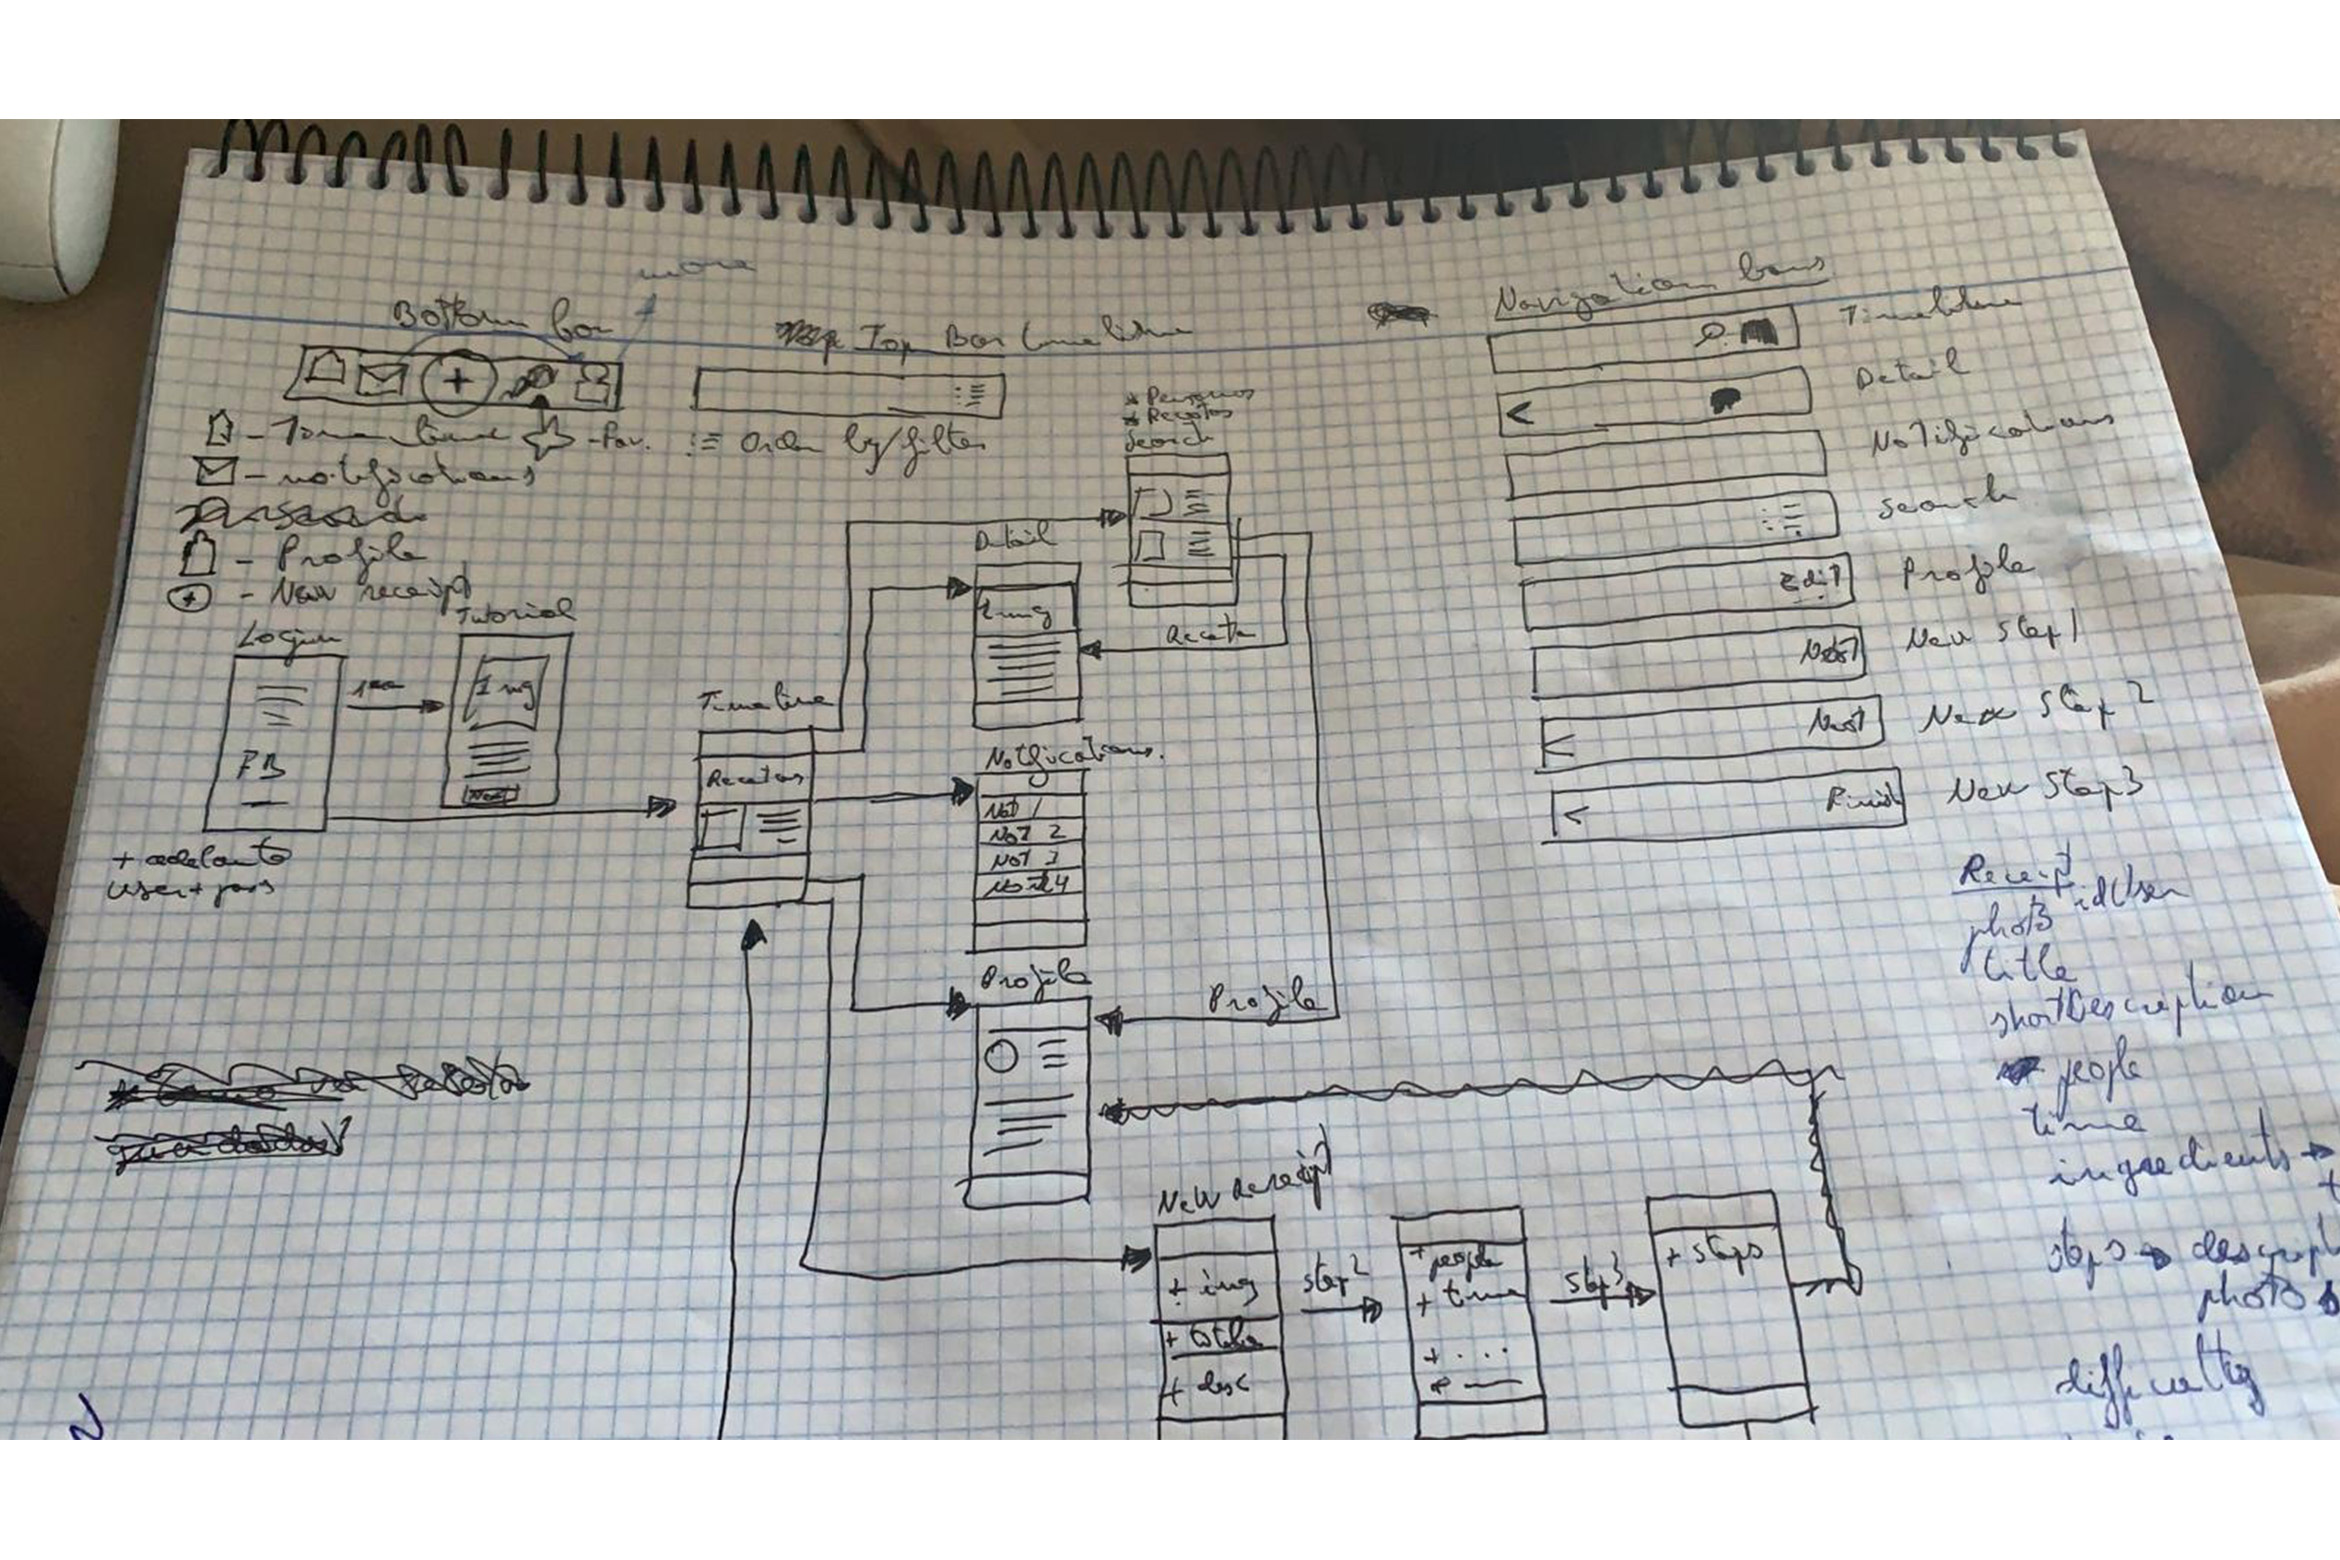 more
Bottom bar
Top Bar Timeline
- Timeline
- Fav.
- notifications
- Profile
+ - New receipt
Order by/filter
* Personas
* Recetas
Search
Login
FB
+ adelante
user + pass
1ra
Tutorial
Img
Next
Timeline
Recetas
Detail
Img
Receta
Notifications.
Not 1
Not 2
Not 3
Not 4
Profile
Profile
New Receipt
+ img
+ title
+ desc
step 2
+ people
+ time
+ ...
step 3
+ steps
Navigation bars
Timeline
< Detail
Notifications
Search
Edit Profile
Next New Step 1
< Next New Step 2
< Finish New Step 3
Receipt
idUser
photo
title
shortDescription
people
time
ingredients →
steps →
photo
difficulty